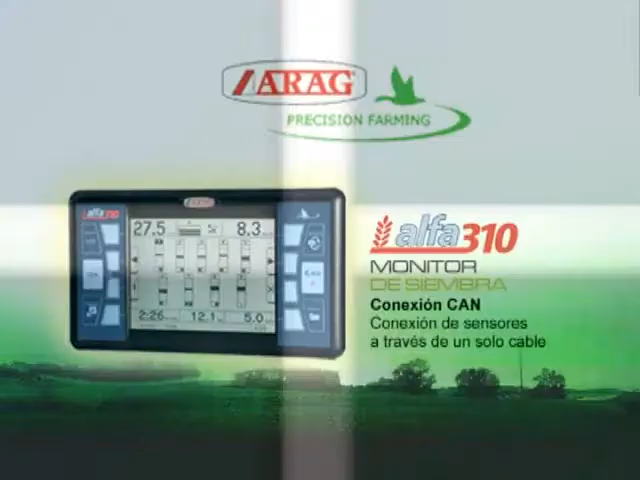 ARAG
PRECISION FARMING
ARAG
alfa310
27.5
8.3
2:26
12.1
5.0
alfa310
MONITOR
DE SIEMBRA
Conexión CAN
Conexión de sensores
a través de un solo cable